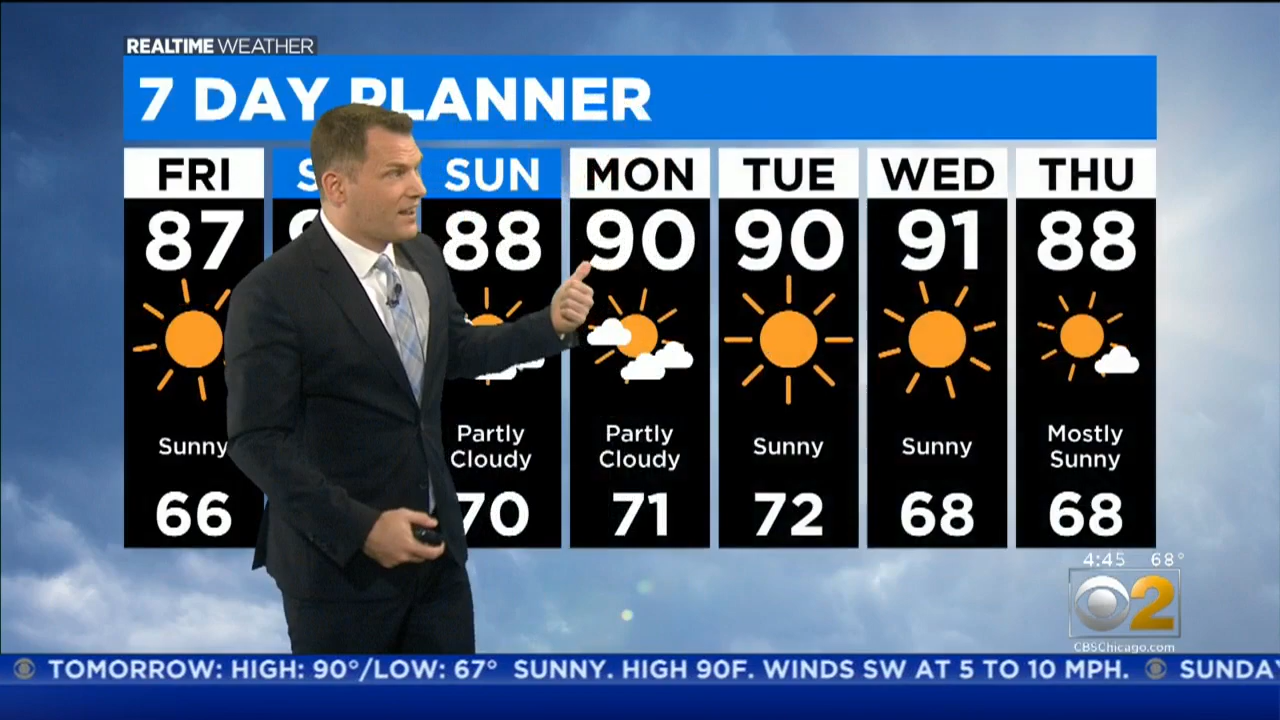 REALTIME WEATHER
7 DAY PLANNER
FRI SUN MON TUE WED THU
87 88 90 90 91 88
Sunny Partly Cloudy Partly Cloudy Sunny Sunny Mostly Sunny
66 70 71 72 68 68
4:45 68°
2
CBSChicago.com
TOMORROW: HIGH: 90°/LOW: 67° SUNNY. HIGH 90F. WINDS SW AT 5 TO 10 MPH. SUNDA